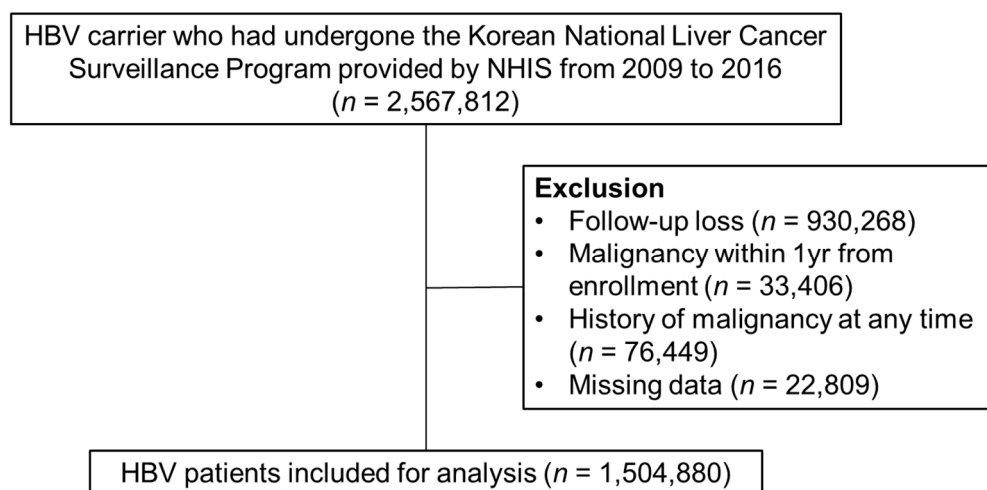 HBV carrier who had undergone the Korean National Liver Cancer
Surveillance Program provided by NHIS from 2009 to 2016
(n = 2,567,812)
Exclusion
• Follow-up loss (n = 930,268)
• Malignancy within 1yr from
enrollment (n = 33,406)
• History of malignancy at any time
(n = 76,449)
• Missing data (n = 22,809)
HBV patients included for analysis (n = 1,504,880)